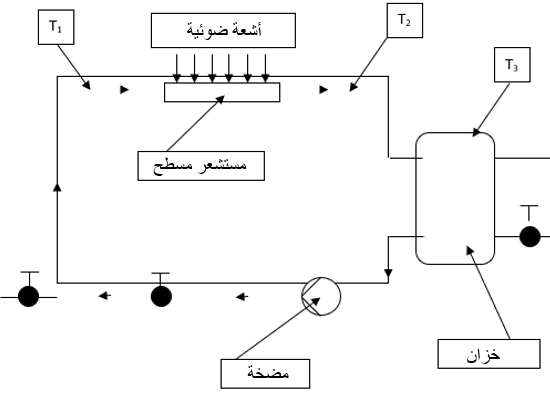 T1
أشعة ضوئية
T2
T3
مستشعر مسطح
خزان
مضخة